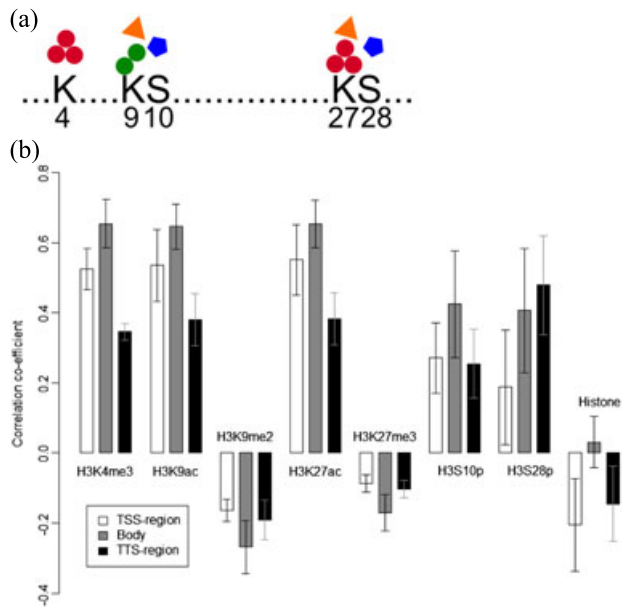 (a)
...K......KS...................KS...
4 910 2728
(b)
0.8
0.6
0.4
0.2
0.0
-0.2
-0.4
Correlation co-efficient
H3K9me2 H3K27me3 Histone
H3K4me3 H3K9ac H3K27ac H3S10p H3S28p
TSS-region
Body
TTS-region